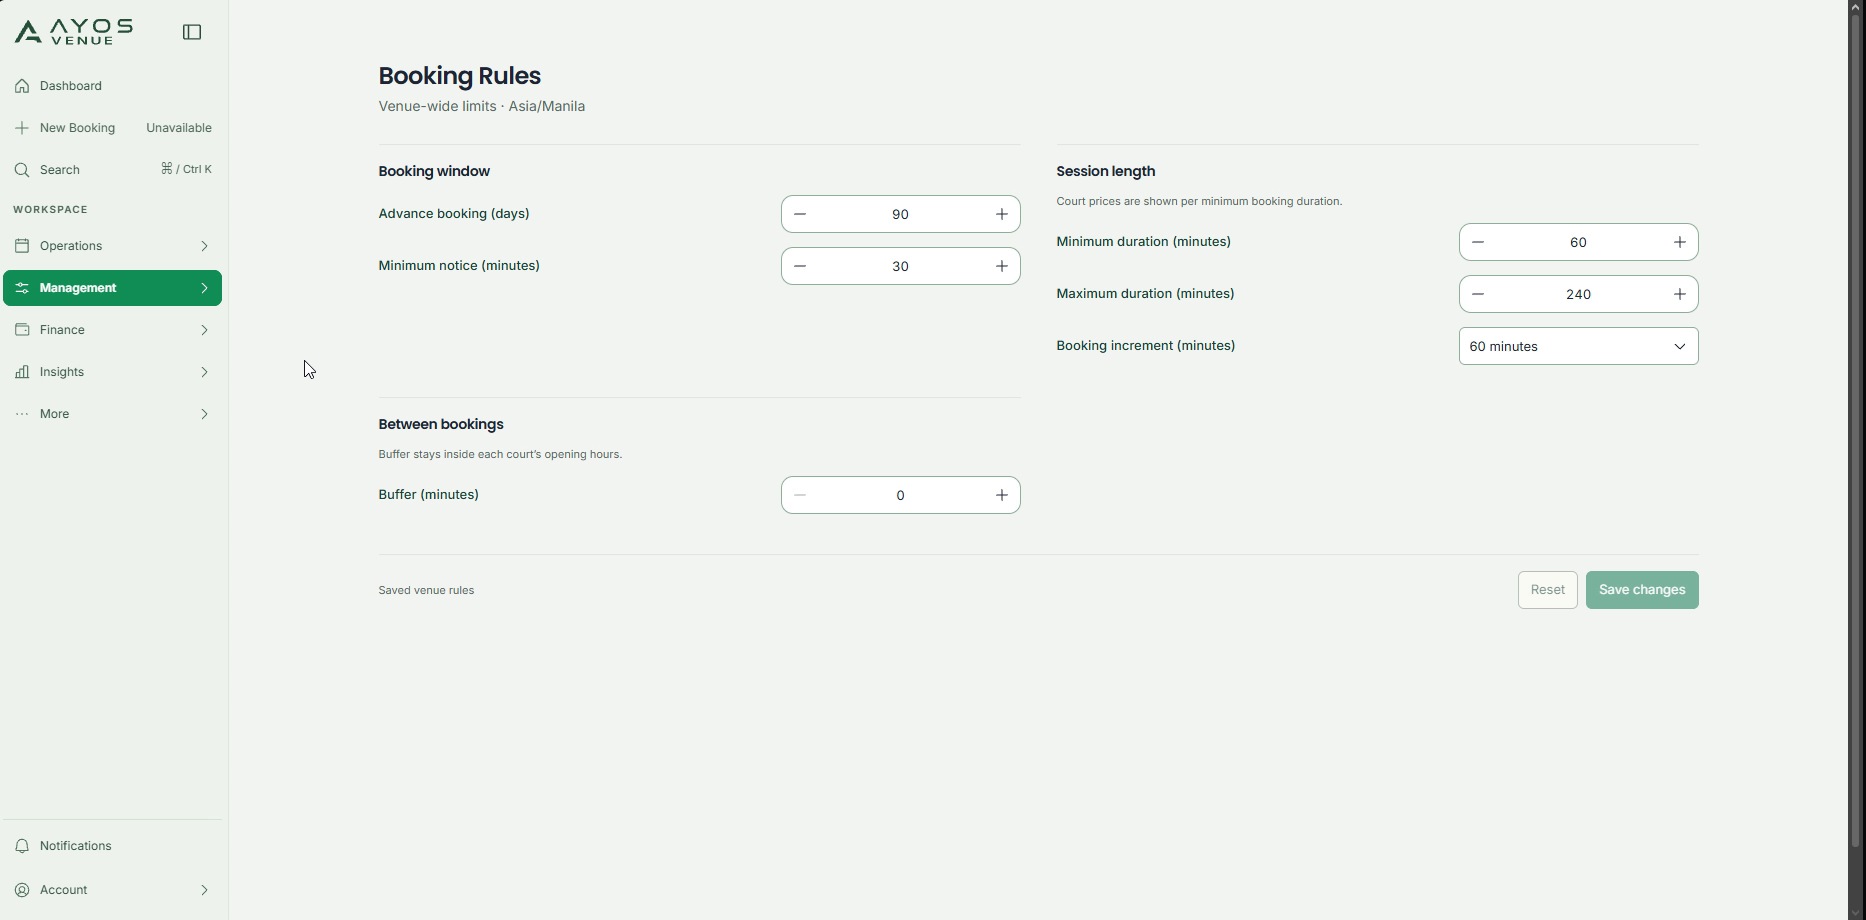 AYOS
VENUE
Dashboard
New Booking Unavailable
Search ⌘ / Ctrl K
WORKSPACE
Operations
Management
Finance
Insights
More
Notifications
Account
Booking Rules
Venue-wide limits · Asia/Manila
Booking window
Advance booking (days) 90
Minimum notice (minutes) 30
Session length
Court prices are shown per minimum booking duration.
Minimum duration (minutes) 60
Maximum duration (minutes) 240
Booking increment (minutes) 60 minutes
Between bookings
Buffer stays inside each court’s opening hours.
Buffer (minutes) 0
Saved venue rules
Reset Save changes